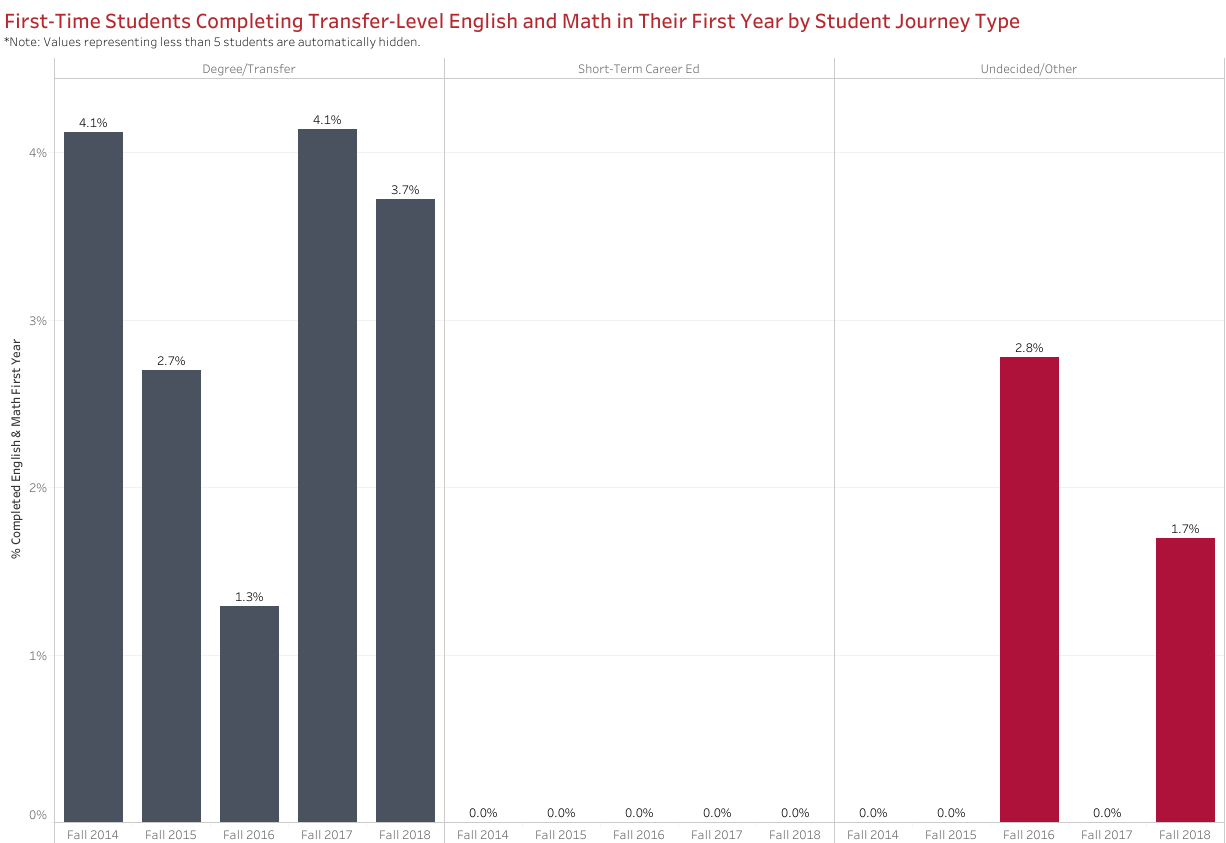 First-Time Students Completing Transfer-Level English and Math in Their First Year by Student Journey Type
*Note: Values representing less than 5 students are automatically hidden.
Degree/Transfer
Short-Term Career Ed
Undecided/Other
% Completed English & Math First Year
4%
3%
2%
1%
0%
4.1%
2.7%
1.3%
4.1%
3.7%
0.0%
0.0%
0.0%
0.0%
0.0%
0.0%
0.0%
2.8%
0.0%
1.7%
Fall 2014
Fall 2015
Fall 2016
Fall 2017
Fall 2018
Fall 2014
Fall 2015
Fall 2016
Fall 2017
Fall 2018
Fall 2014
Fall 2015
Fall 2016
Fall 2017
Fall 2018